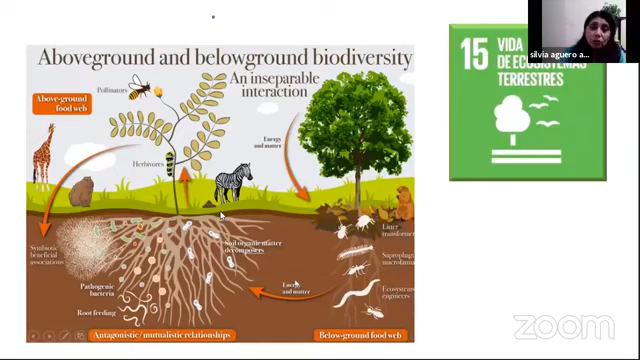 Aboveground and belowground biodiversity
An inseparable
interaction
Pollinators
Above-ground
food web
Energy
and matter
Herbivores
Symbiotic
beneficial
associations
Soil organic matter
decomposers
Litter
transformers
Pathogenic
bacteria
Energy
and matter
Ecosystem
engineers
Root feeding
Antagonistic / mutualistic relationships
Below-ground food web
15 VIDA
DE ECOSISTEMAS
TERRESTRES
silvia aguero a...
zoom